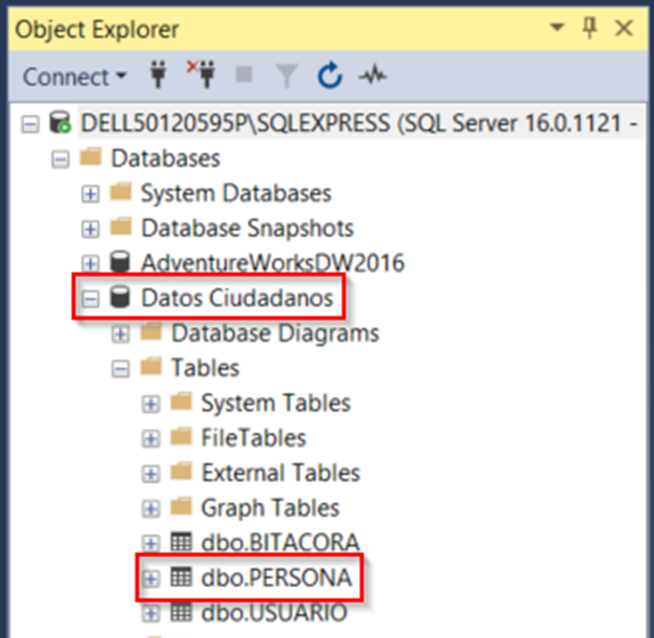 Object Explorer
Connect
DELL50120595P\SQLEXPRESS (SQL Server 16.0.1121 -
Databases
System Databases
Database Snapshots
AdventureWorksDW2016
Datos Ciudadanos
Database Diagrams
Tables
System Tables
FileTables
External Tables
Graph Tables
dbo.BITACORA
dbo.PERSONA
dbo.USUARIO